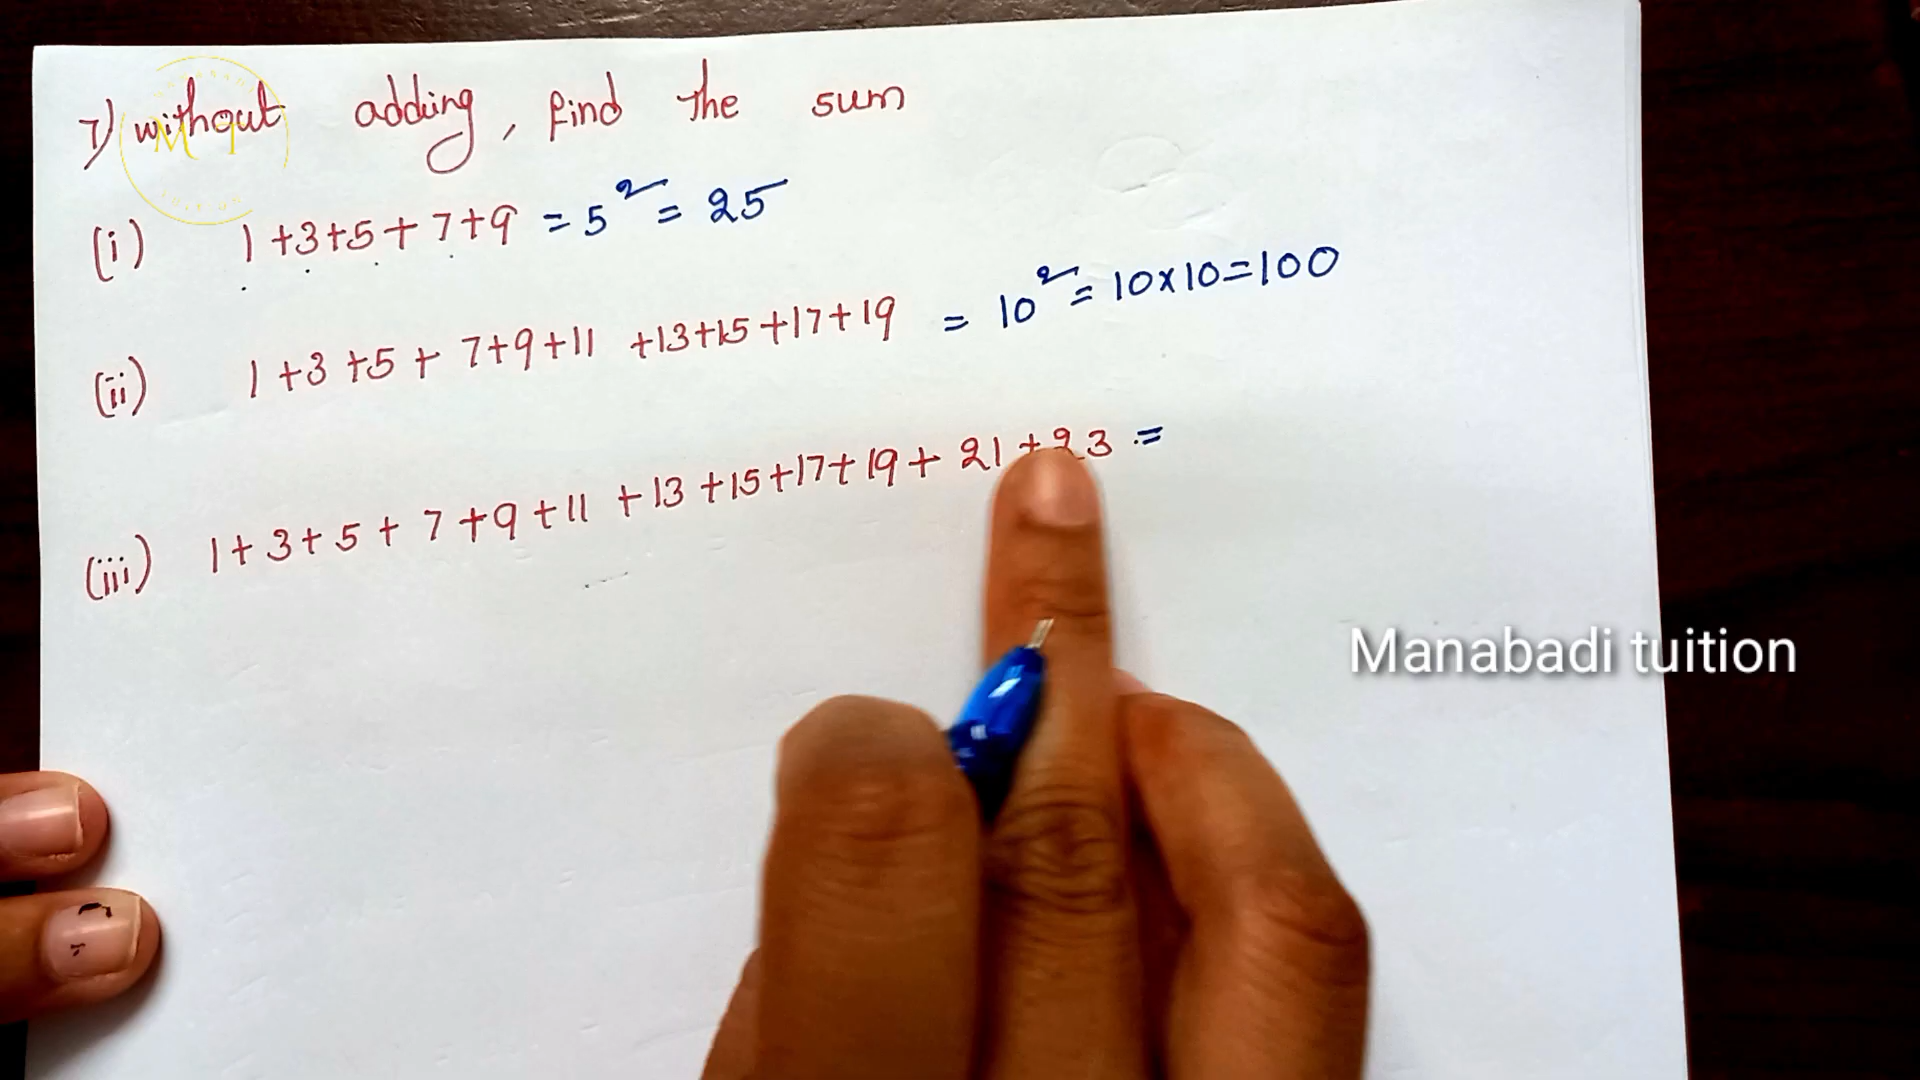 7) without adding, find the sum
(i) 1+3+5+7+9 = 5² = 25
(ii) 1+3+5+7+9+11+13+15+17+19 = 10² = 10×10=100
(iii) 1+3+5+7+9+11+13+15+17+19+21+23 =
Manabadi tuition